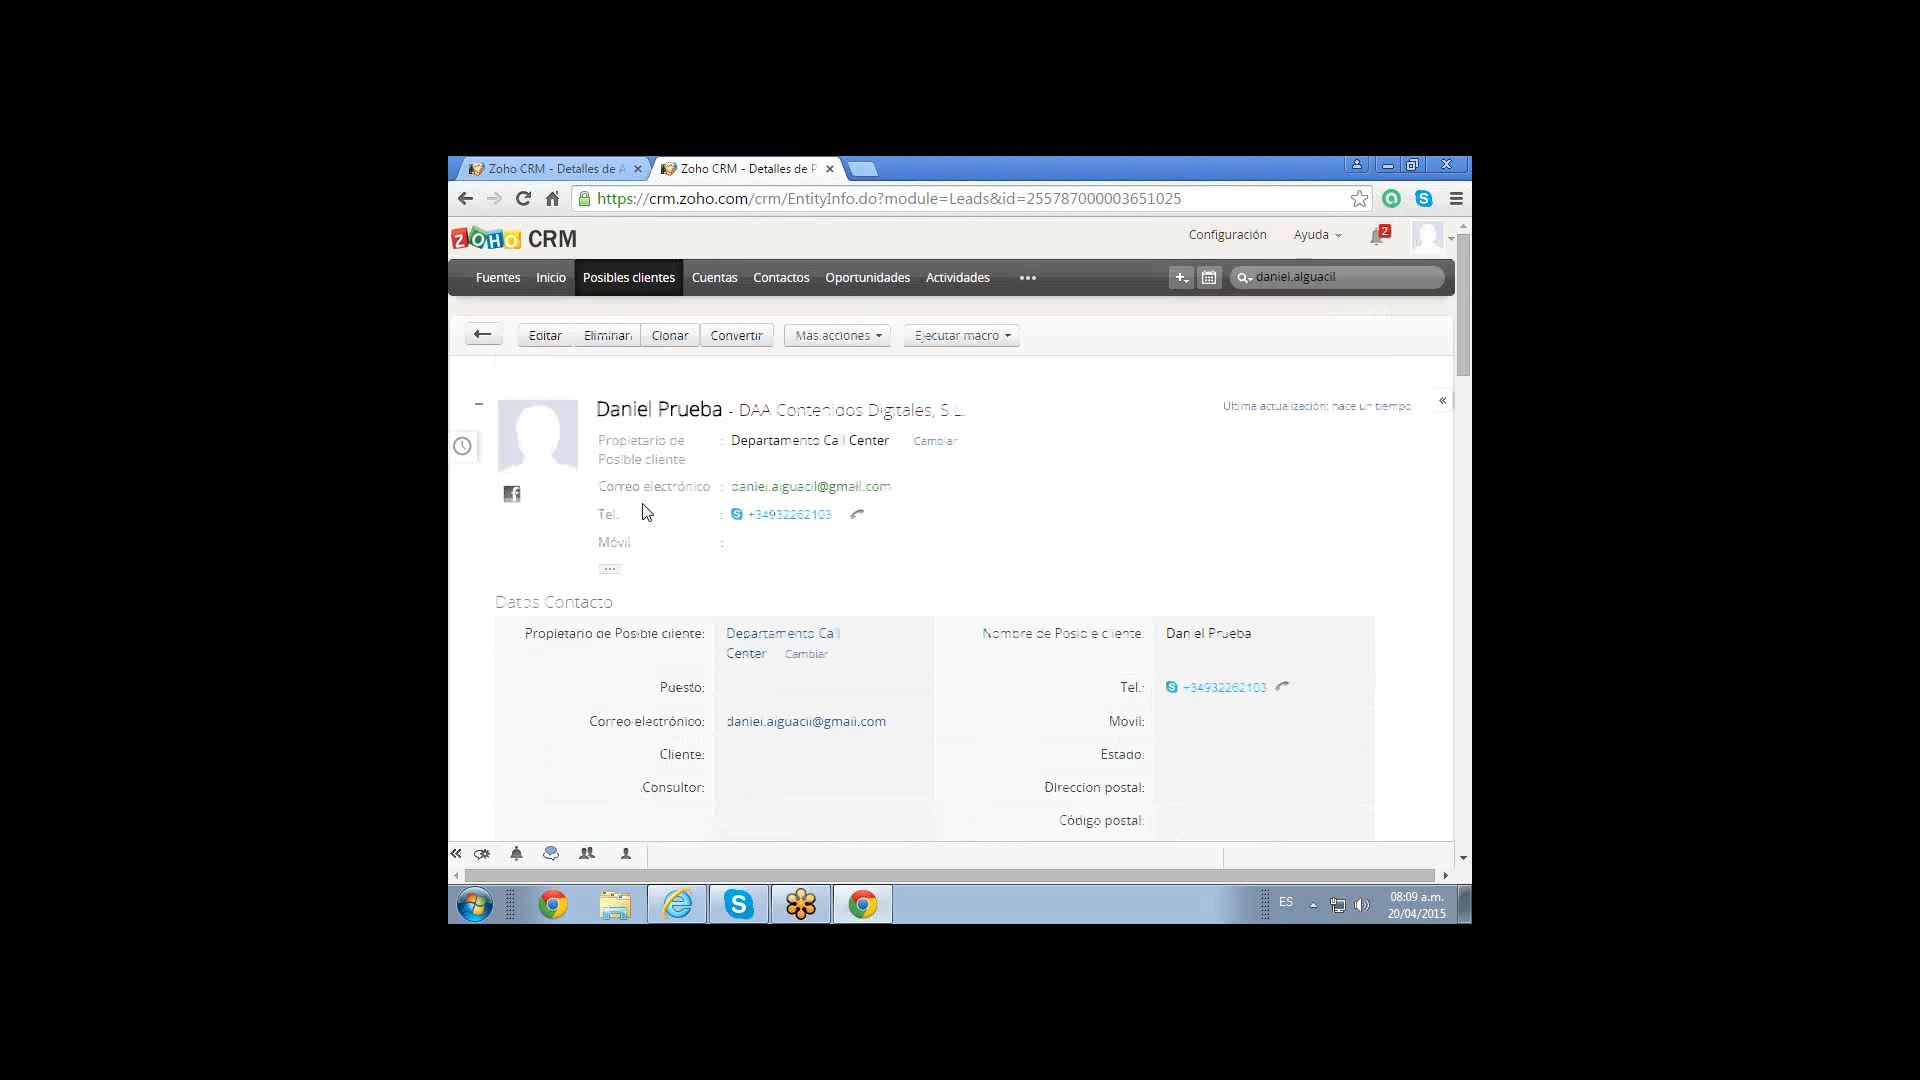 Zoho CRM - Detalles de A
Zoho CRM - Detalles de P
https://crm.zoho.com/crm/EntityInfo.do?module=Leads&id=255787000003651025
ZOHO CRM
Configuración
Ayuda
2
Fuentes
Inicio
Posibles clientes
Cuentas
Contactos
Oportunidades
Actividades
daniel.alguacil
Editar
Eliminar
Clonar
Convertir
Más acciones
Ejecutar macro
Daniel Prueba - DAA Contenidos Digitales, S.L.
Ultima actualización: hace un tiempo
Propietario de Posible cliente : Departamento Call Center Cambiar
Correo electrónico : daniel.alguacil@gmail.com
Tel. : +34932262103
Móvil :
Datos Contacto
Propietario de Posible cliente: Departamento Call Center Cambiar
Nombre de Posible cliente: Daniel Prueba
Puesto:
Tel.: +34932262103
Correo electrónico: daniel.alguacil@gmail.com
Móvil:
Cliente:
Estado:
Consultor:
Direccion postal:
Código postal:
ES
08:09 a.m.
20/04/2015